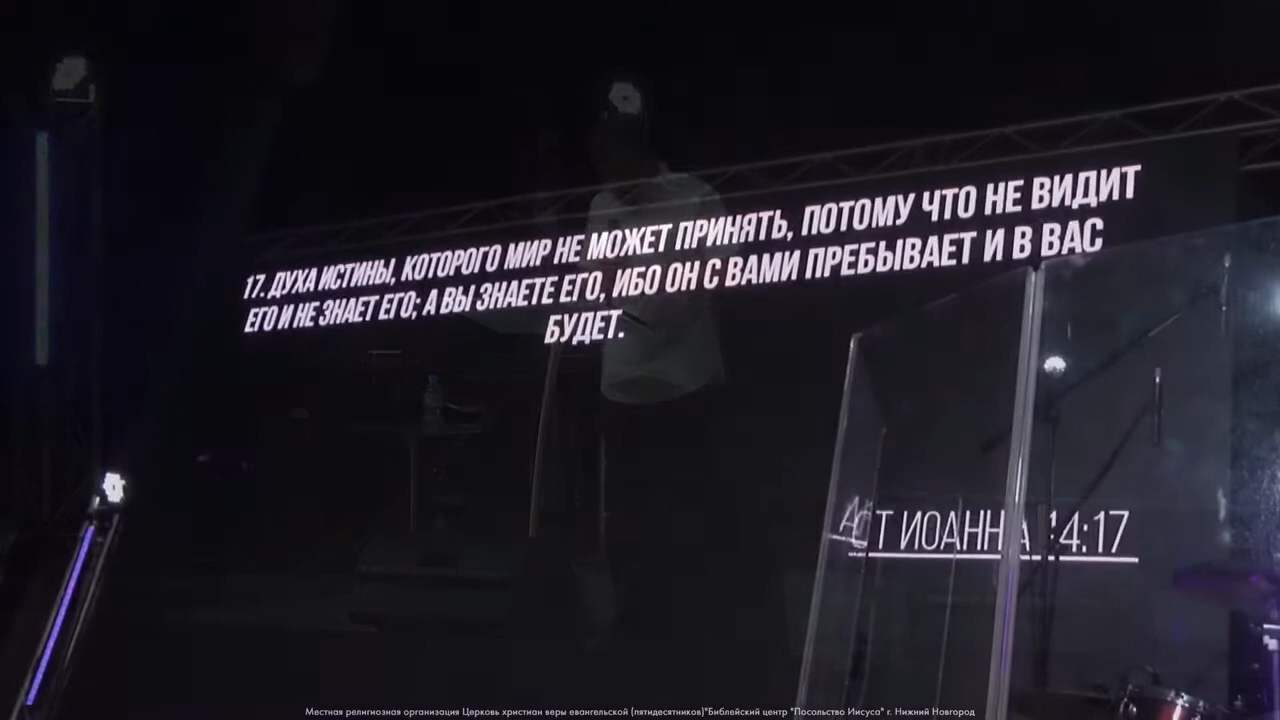 17. ДУХА ИСТИНЫ, КОТОРОГО МИР НЕ МОЖЕТ ПРИНЯТЬ, ПОТОМУ ЧТО НЕ ВИДИТ
ЕГО И НЕ ЗНАЕТ ЕГО; А ВЫ ЗНАЕТЕ ЕГО, ИБО ОН С ВАМИ ПРЕБЫВАЕТ И В ВАС
БУДЕТ.
ОТ ИОАННА 14:17
Местная религиозная организация Церковь христиан веры евангельской (пятидесятников)"Библейский центр "Посольство Иисуса" г. Нижний Новгород